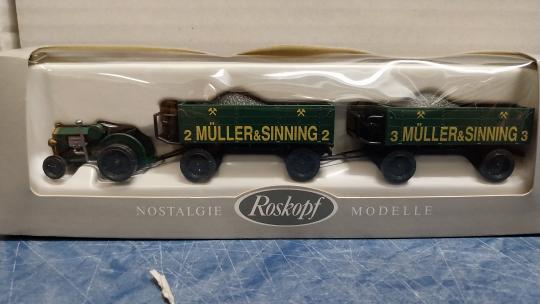 2 MÜLLER&SINNING 2
3 MÜLLER&SINNING 3
NOSTALGIE Roskopf MODELLE